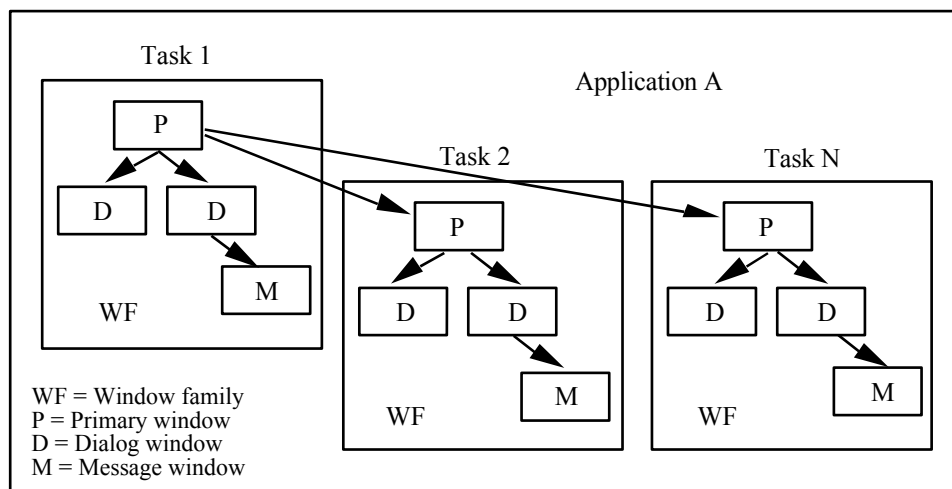 Task 1
Application A
P
Task 2
Task N
D D
P
P
M
WF
D D
D D
M
M
WF
WF
WF = Window family
P = Primary window
D = Dialog window
M = Message window